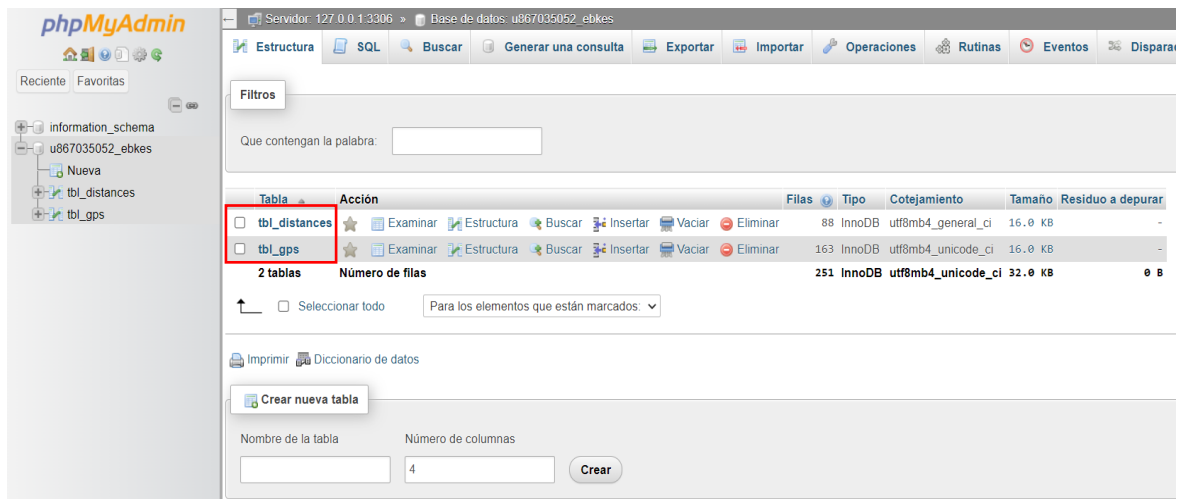 phpMyAdmin
Reciente Favoritas
information_schema
u867035052_ebkes
Nueva
tbl_distances
tbl_gps
Servidor: 127.0.0.1:3306 » Base de datos: u867035052_ebkes
Estructura SQL Buscar Generar una consulta Exportar Importar Operaciones Rutinas Eventos Disparad
Filtros
Que contengan la palabra:
Tabla Acción Filas Tipo Cotejamiento Tamaño Residuo a depurar
tbl_distances Examinar Estructura Buscar Insertar Vaciar Eliminar 88 InnoDB utf8mb4_general_ci 16.0 KB -
tbl_gps Examinar Estructura Buscar Insertar Vaciar Eliminar 163 InnoDB utf8mb4_unicode_ci 16.0 KB -
2 tablas Número de filas 251 InnoDB utf8mb4_unicode_ci 32.0 KB 0 B
Seleccionar todo Para los elementos que están marcados:
Imprimir Diccionario de datos
Crear nueva tabla
Nombre de la tabla Número de columnas
4 Crear